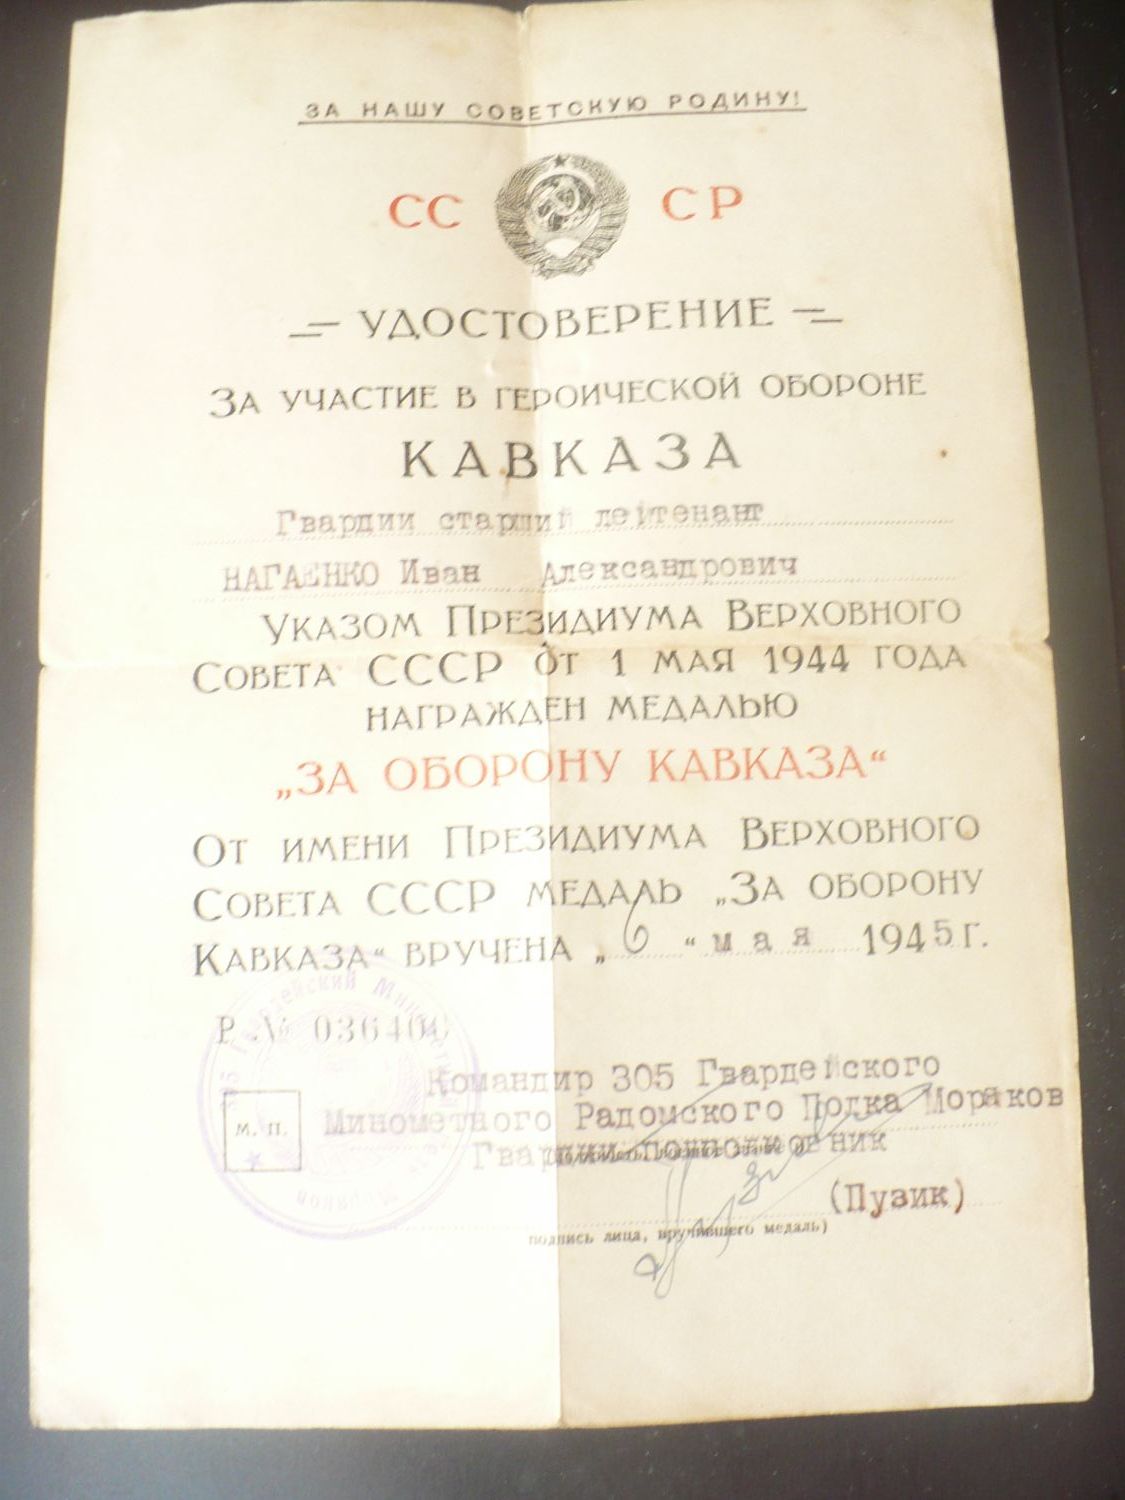 ЗА НАШУ СОВЕТСКУЮ РОДИНУ!
СС СР
УДОСТОВЕРЕНИЕ
ЗА УЧАСТИЕ В ГЕРОИЧЕСКОЙ ОБОРОНЕ
КАВКАЗА
Гвардии старший лейтенант
НАГАЕНКО Иван Александрович
УКАЗОМ ПРЕЗИДИУМА ВЕРХОВНОГО
СОВЕТА СССР ОТ 1 МАЯ 1944 ГОДА
НАГРАЖДЕН МЕДАЛЬЮ
„ЗА ОБОРОНУ КАВКАЗА“
ОТ ИМЕНИ ПРЕЗИДИУМА ВЕРХОВНОГО
СОВЕТА СССР МЕДАЛЬ „ЗА ОБОРОНУ
КАВКАЗА“ ВРУЧЕНА „6“ мая 1945 г.
Командир 305 Гвардейского
М. П.
Минометного Радомского Полка Моряков
Гвардии Подполковник
(Пузик)
подпись лица, вручившего медаль)